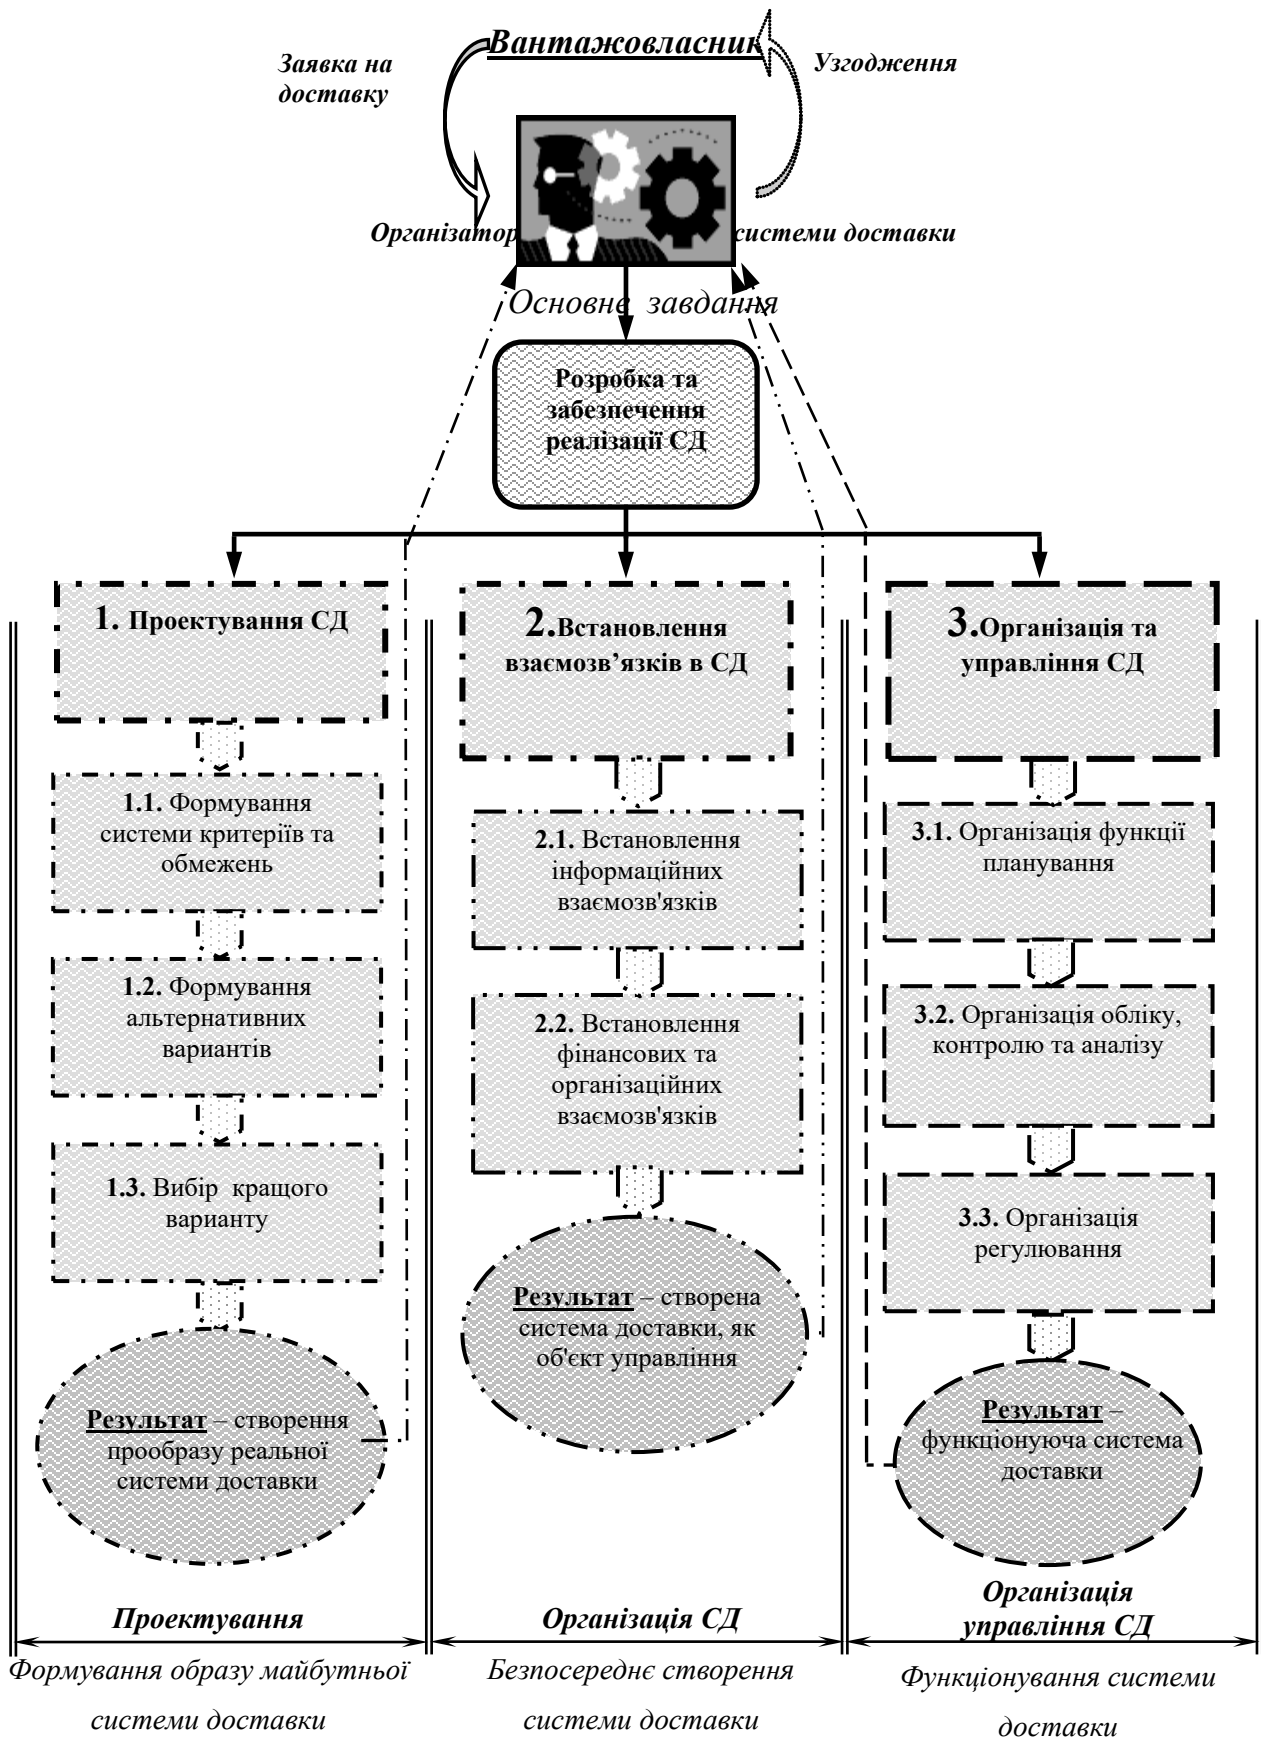 Вантажовласник
Заявка на
доставку
Узгодження
Організатор системи доставки
Основне завдання
Розробка та
забезпечення
реалізації СД
1. Проектування СД
1.1. Формування
системи критеріїв та
обмежень
1.2. Формування
альтернативних
вариантів
1.3. Вибір кращого
варианту
Результат – створення
прообразу реальної
системи доставки
2.Встановлення
взаємозв’язків в СД
2.1. Встановлення
інформаційних
взаємозв'язків
2.2. Встановлення
фінансових та
організаційних
взаємозв'язків
Результат – створена
система доставки, як
об'єкт управління
3.Організація та
управління СД
3.1. Організація функції
планування
3.2. Організація обліку,
контролю та аналізу
3.3. Організація
регулювання
Результат –
функціонуюча система
доставки
Проектування
Формування образу майбутньої
системи доставки
Організація СД
Безпосереднє створення
системи доставки
Організація
управління СД
Функціонування системи
доставки